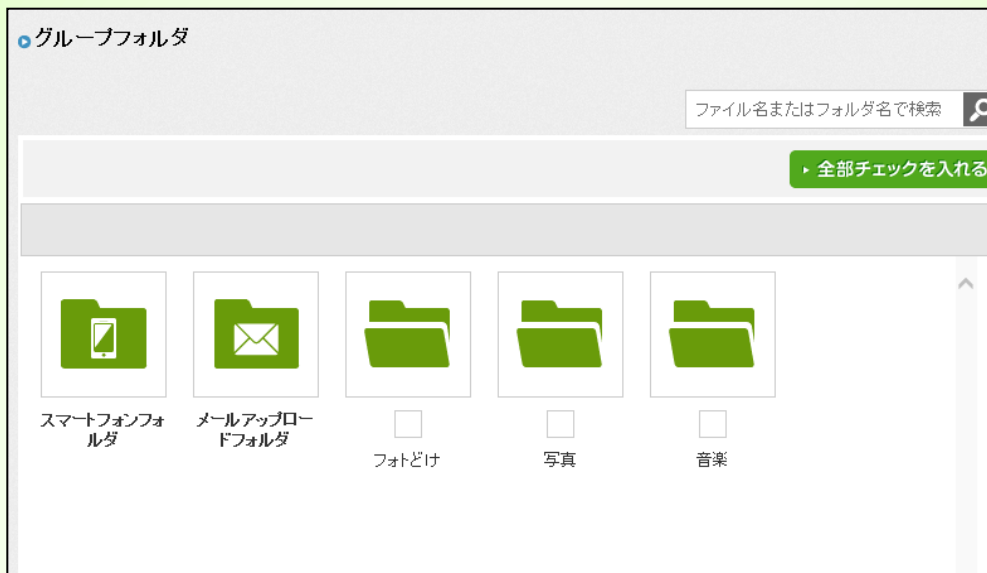 グループフォルダ
ファイル名またはフォルダ名で検索
全部チェックを入れる
スマートフォンフォ
ルダ
メールアップロー
ドフォルダ
フォトどけ
写真
音楽